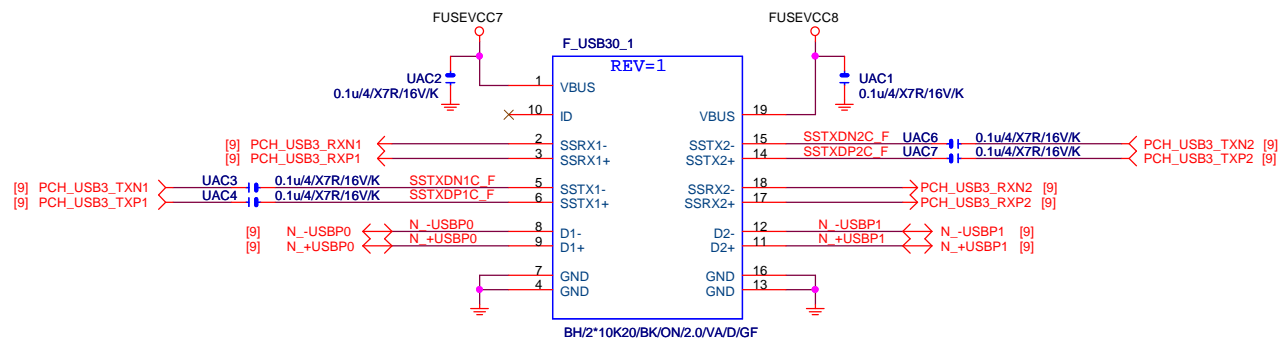 FUSEVCC7 FUSEVCC8
F_USB30_1
REV=1
UAC2 0.1u/4/X7R/16V/K
UAC1 0.1u/4/X7R/16V/K
1 VBUS
10 ID VBUS 19
[9] PCH_USB3_RXN1 2 SSRX1- SSTX2- 15 SSTXDN2C_F UAC6 0.1u/4/X7R/16V/K PCH_USB3_TXN2 [9]
[9] PCH_USB3_RXP1 3 SSRX1+ SSTX2+ 14 SSTXDP2C_F UAC7 0.1u/4/X7R/16V/K PCH_USB3_TXP2 [9]
[9] PCH_USB3_TXN1 UAC3 0.1u/4/X7R/16V/K SSTXDN1C_F 5 SSTX1- SSRX2- 18 PCH_USB3_RXN2 [9]
[9] PCH_USB3_TXP1 UAC4 0.1u/4/X7R/16V/K SSTXDP1C_F 6 SSTX1+ SSRX2+ 17 PCH_USB3_RXP2 [9]
[9] N_-USBP0 N_-USBP0 8 D1- D2- 12 N_-USBP1 N_-USBP1 [9]
[9] N_+USBP0 N_+USBP0 9 D1+ D2+ 11 N_+USBP1 N_+USBP1 [9]
7 GND GND 16
4 GND GND 13
BH/2*10K20/BK/ON/2.0/VA/D/GF